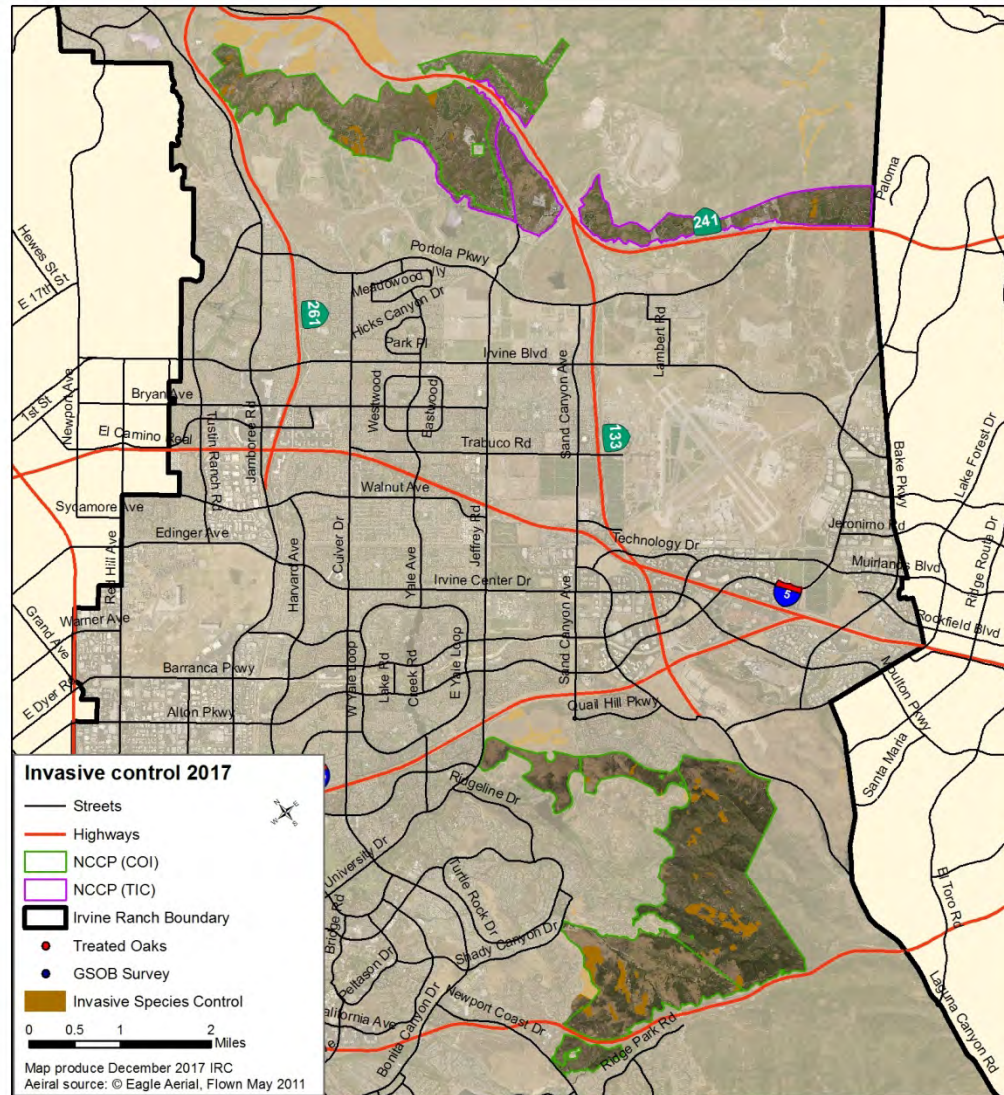 Paloma
241
Hewes St
E 17th St
Portola Pkwy
Meadowood
Hicks Canyon Dr
Park Pl
261
Lambert Rd
Irvine Blvd
Newport Ave
1st St
Bryan Ave
Westwood
Eastwood
Sand Canyon Ave
133
El Camino Real
Tustin Ranch Rd
Jamboree Rd
Trabuco Rd
Bake Pkwy
Lake Forest Dr
Walnut Ave
Sycamore Ave
Edinger Ave
Jeffrey Rd
Technology Dr
Jeronimo Rd
Red Hill Ave
Harvard Ave
Culver Dr
Yale Ave
Irvine Center Dr
Muirlands Blvd
Ridge Route Dr
5
Rockfield Blvd
Grand Ave
Warner Ave
Sand Canyon Ave
Barranca Pkwy
W Yale Loop
Lake Rd
Creek Rd
E Yale Loop
E Dyer Rd
Alton Pkwy
Quail Hill Pkwy
Moulton Pkwy
Santa Maria
Ridgeline Dr
University Dr
Turtle Rock Dr
Bridge Rd
Shady Canyon Dr
Peltason Dr
El Toro Rd
Newport Coast Dr
alifornia Ave
Bonita Canyon Dr
Ridge Park Rd
Laguna Canyon Rd
Invasive control 2017
Streets
Highways
NCCP (COI)
NCCP (TIC)
Irvine Ranch Boundary
Treated Oaks
GSOB Survey
Invasive Species Control
N
E
S
W
0 0.5 1 2
Miles
Map produce December 2017 IRC
Aeiral source: © Eagle Aerial, Flown May 2011